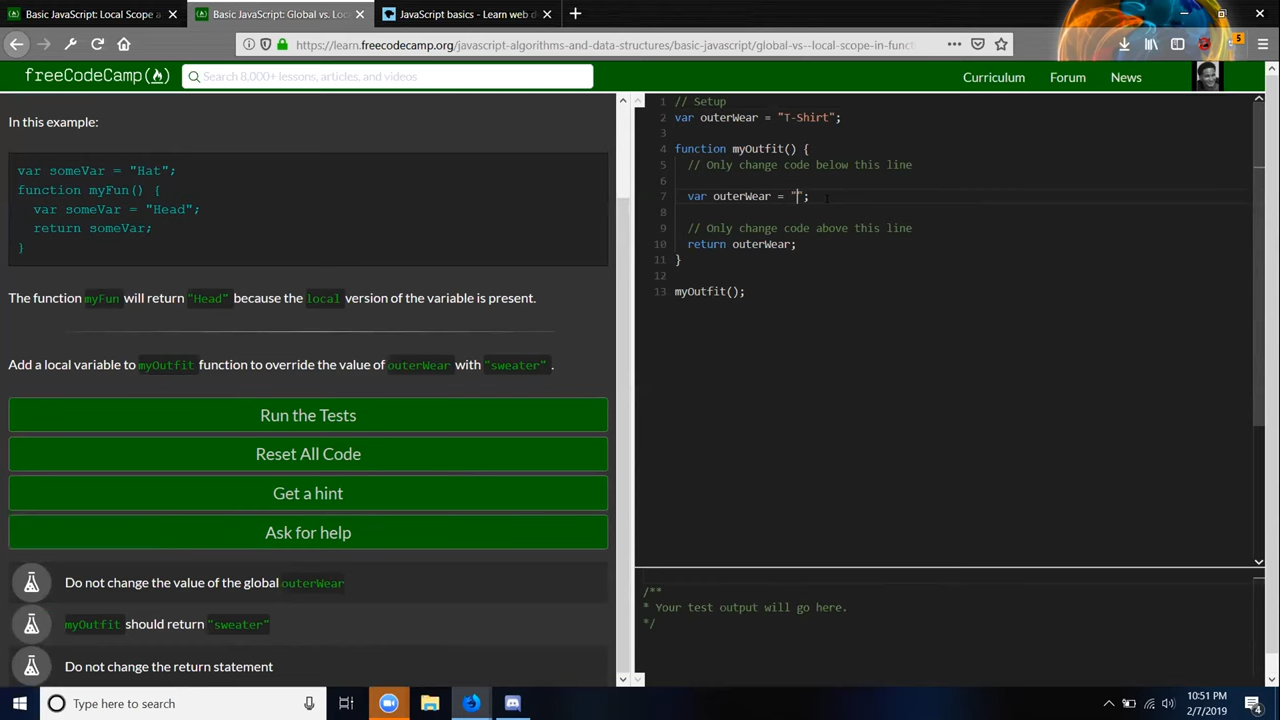 Basic JavaScript: Local Scope a
Basic JavaScript: Global vs. Loc
JavaScript basics - Learn web d
https://learn.freecodecamp.org/javascript-algorithms-and-data-structures/basic-javascript/global-vs--local-scope-in-funct
5
freeCodeCamp
Search 8,000+ lessons, articles, and videos
Curriculum
Forum
News
In this example:
var someVar = "Hat";
function myFun() {
var someVar = "Head";
return someVar;
}
The function myFun will return "Head" because the local version of the variable is present.
Add a local variable to myOutfit function to override the value of outerWear with "sweater" .
Run the Tests
Reset All Code
Get a hint
Ask for help
Do not change the value of the global outerWear
myOutfit should return "sweater"
Do not change the return statement
1 // Setup
2 var outerWear = "T-Shirt";
3
4 function myOutfit() {
5 // Only change code below this line
6
7 var outerWear = "";
8
9 // Only change code above this line
10 return outerWear;
11 }
12
13 myOutfit();
/**
* Your test output will go here.
*/
Type here to search
10:51 PM
2/7/2019
4